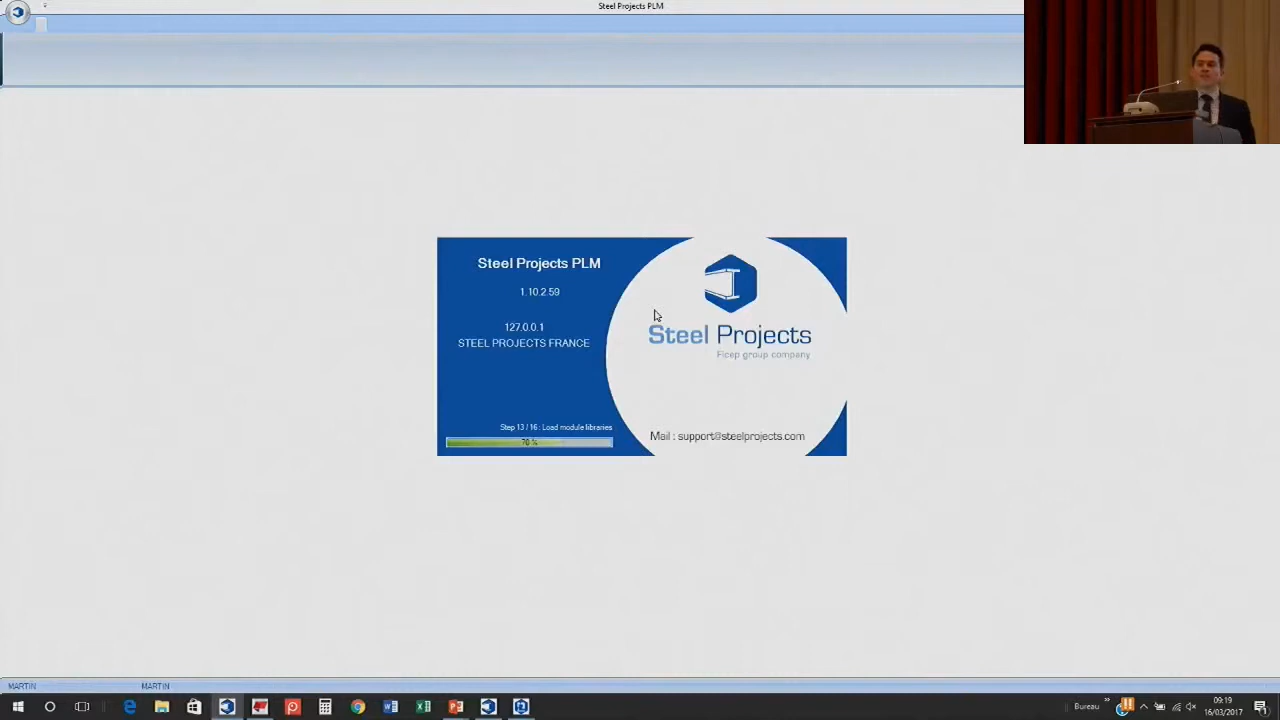 Steel Projects PLM
Steel Projects PLM
1.10.2.59
127.0.0.1
STEEL PROJECTS FRANCE
Steel Projects
Ficep group company
Step 13 / 16 : Load module libraries
70 %
Mail : support@steelprojects.com
MARTIN
MARTIN
Bureau
09:19
16/03/2017